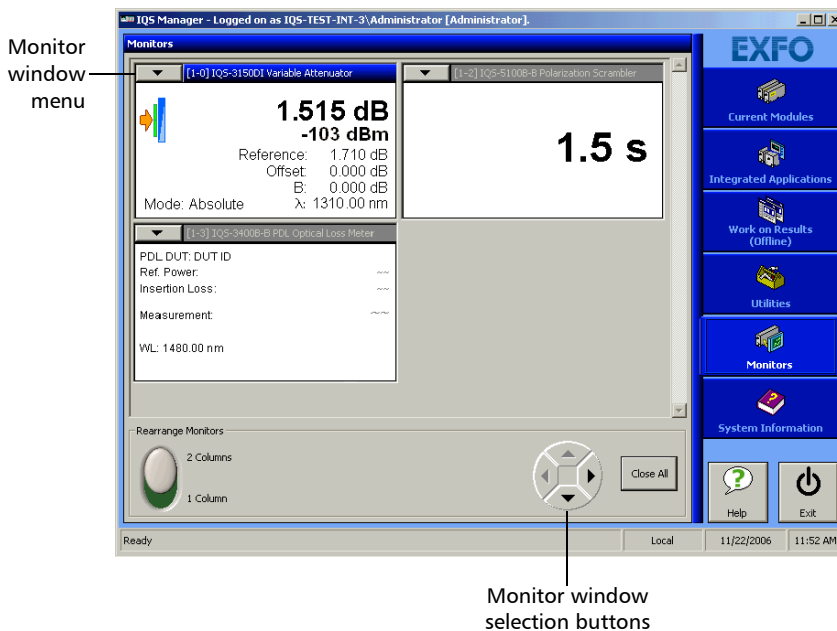 IQS Manager - Logged on as IQS-TEST-INT-3\Administrator [Administrator].
Monitors
Monitor
window
menu
[1-0] IQS-3150DI Variable Attenuator
1.515 dB
-103 dBm
Reference: 1.710 dB
Offset: 0.000 dB
B: 0.000 dB
Mode: Absolute λ: 1310.00 nm
[1-2] IQS-5100B-B Polarization Scrambler
1.5 s
[1-3] IQS-3400B-B PDL Optical Loss Meter
PDL DUT: DUT ID
Ref. Power: ~~
Insertion Loss: ~~
Measurement: ~~
WL: 1480.00 nm
Rearrange Monitors
2 Columns
1 Column
Close All
EXFO
Current Modules
Integrated Applications
Work on Results
(Offline)
Utilities
Monitors
System Information
Help
Exit
Ready
Local
11/22/2006
11:52 AM
Monitor window
selection buttons